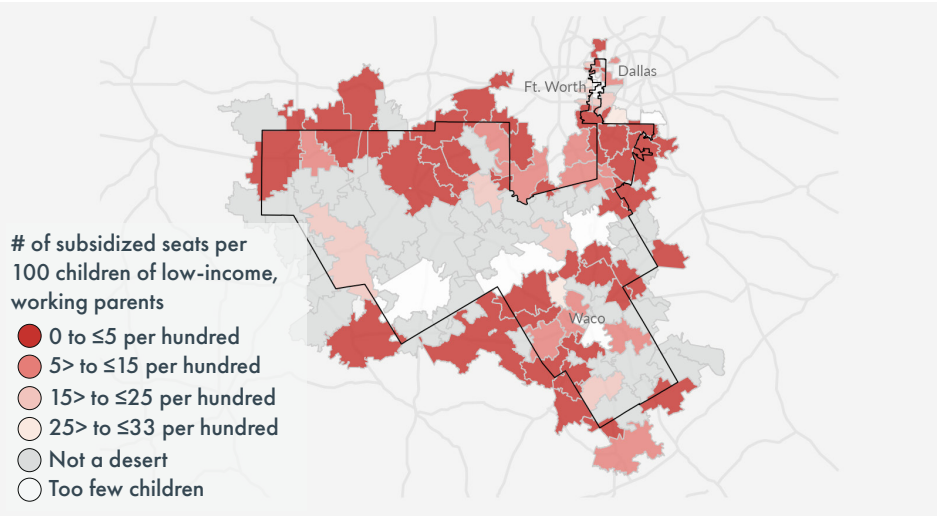 Dallas
Ft. Worth
# of subsidized seats per
100 children of low-income,
working parents
0 to ≤5 per hundred
5> to ≤15 per hundred
15> to ≤25 per hundred
25> to ≤33 per hundred
Not a desert
Too few children
Waco